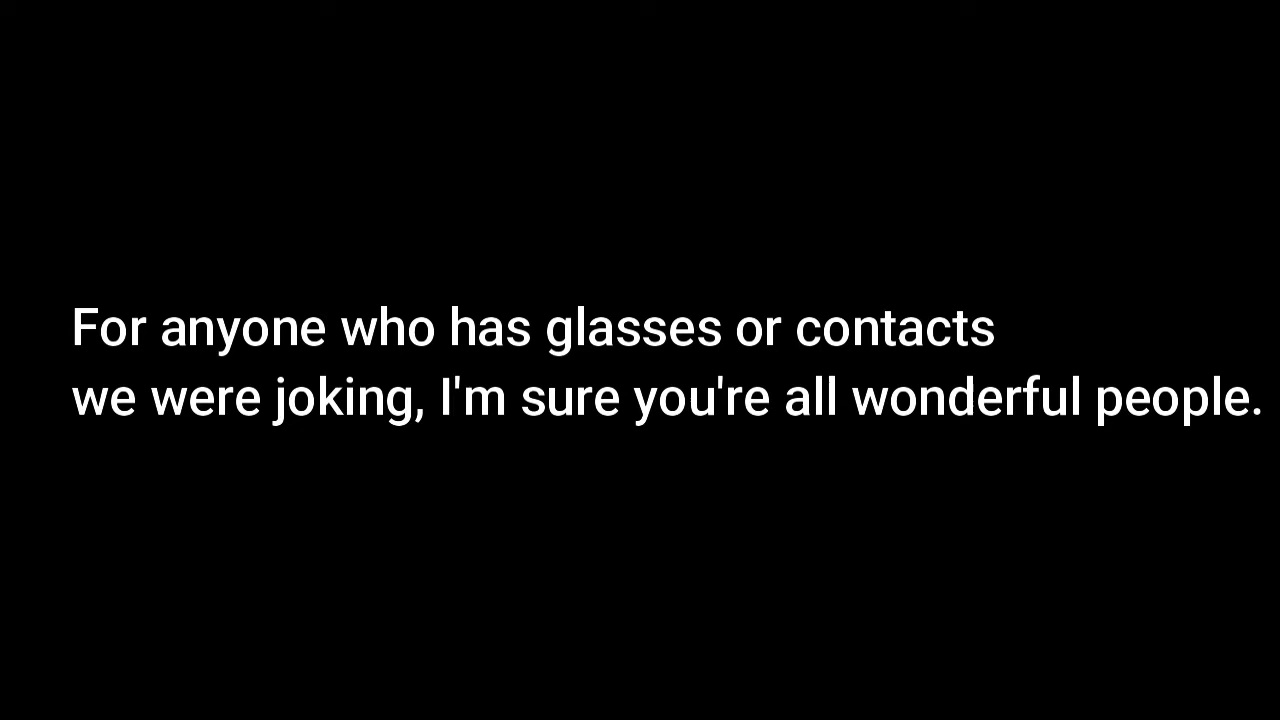 For anyone who has glasses or contacts
we were joking, I'm sure you're all wonderful people.